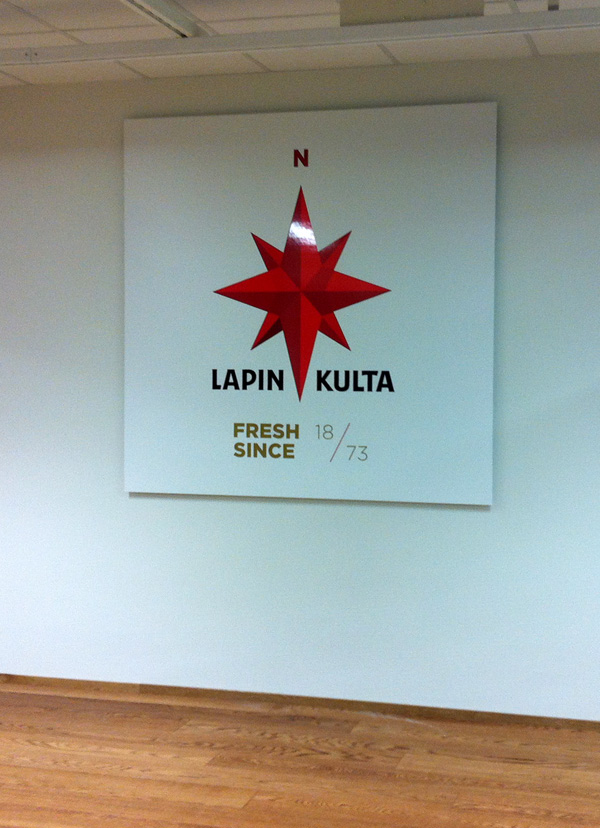 N
LAPIN KULTA
FRESH
SINCE
18/73